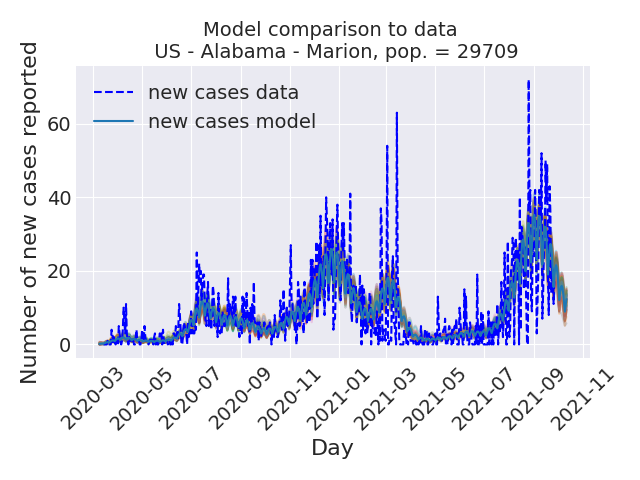 Model comparison to data
US - Alabama - Marion, pop. = 29709
Number of new cases reported
new cases data
new cases model
60
40
20
0
2020-03
2020-05
2020-07
2020-09
2020-11
2021-01
2021-03
2021-05
2021-07
2021-09
2021-11
Day